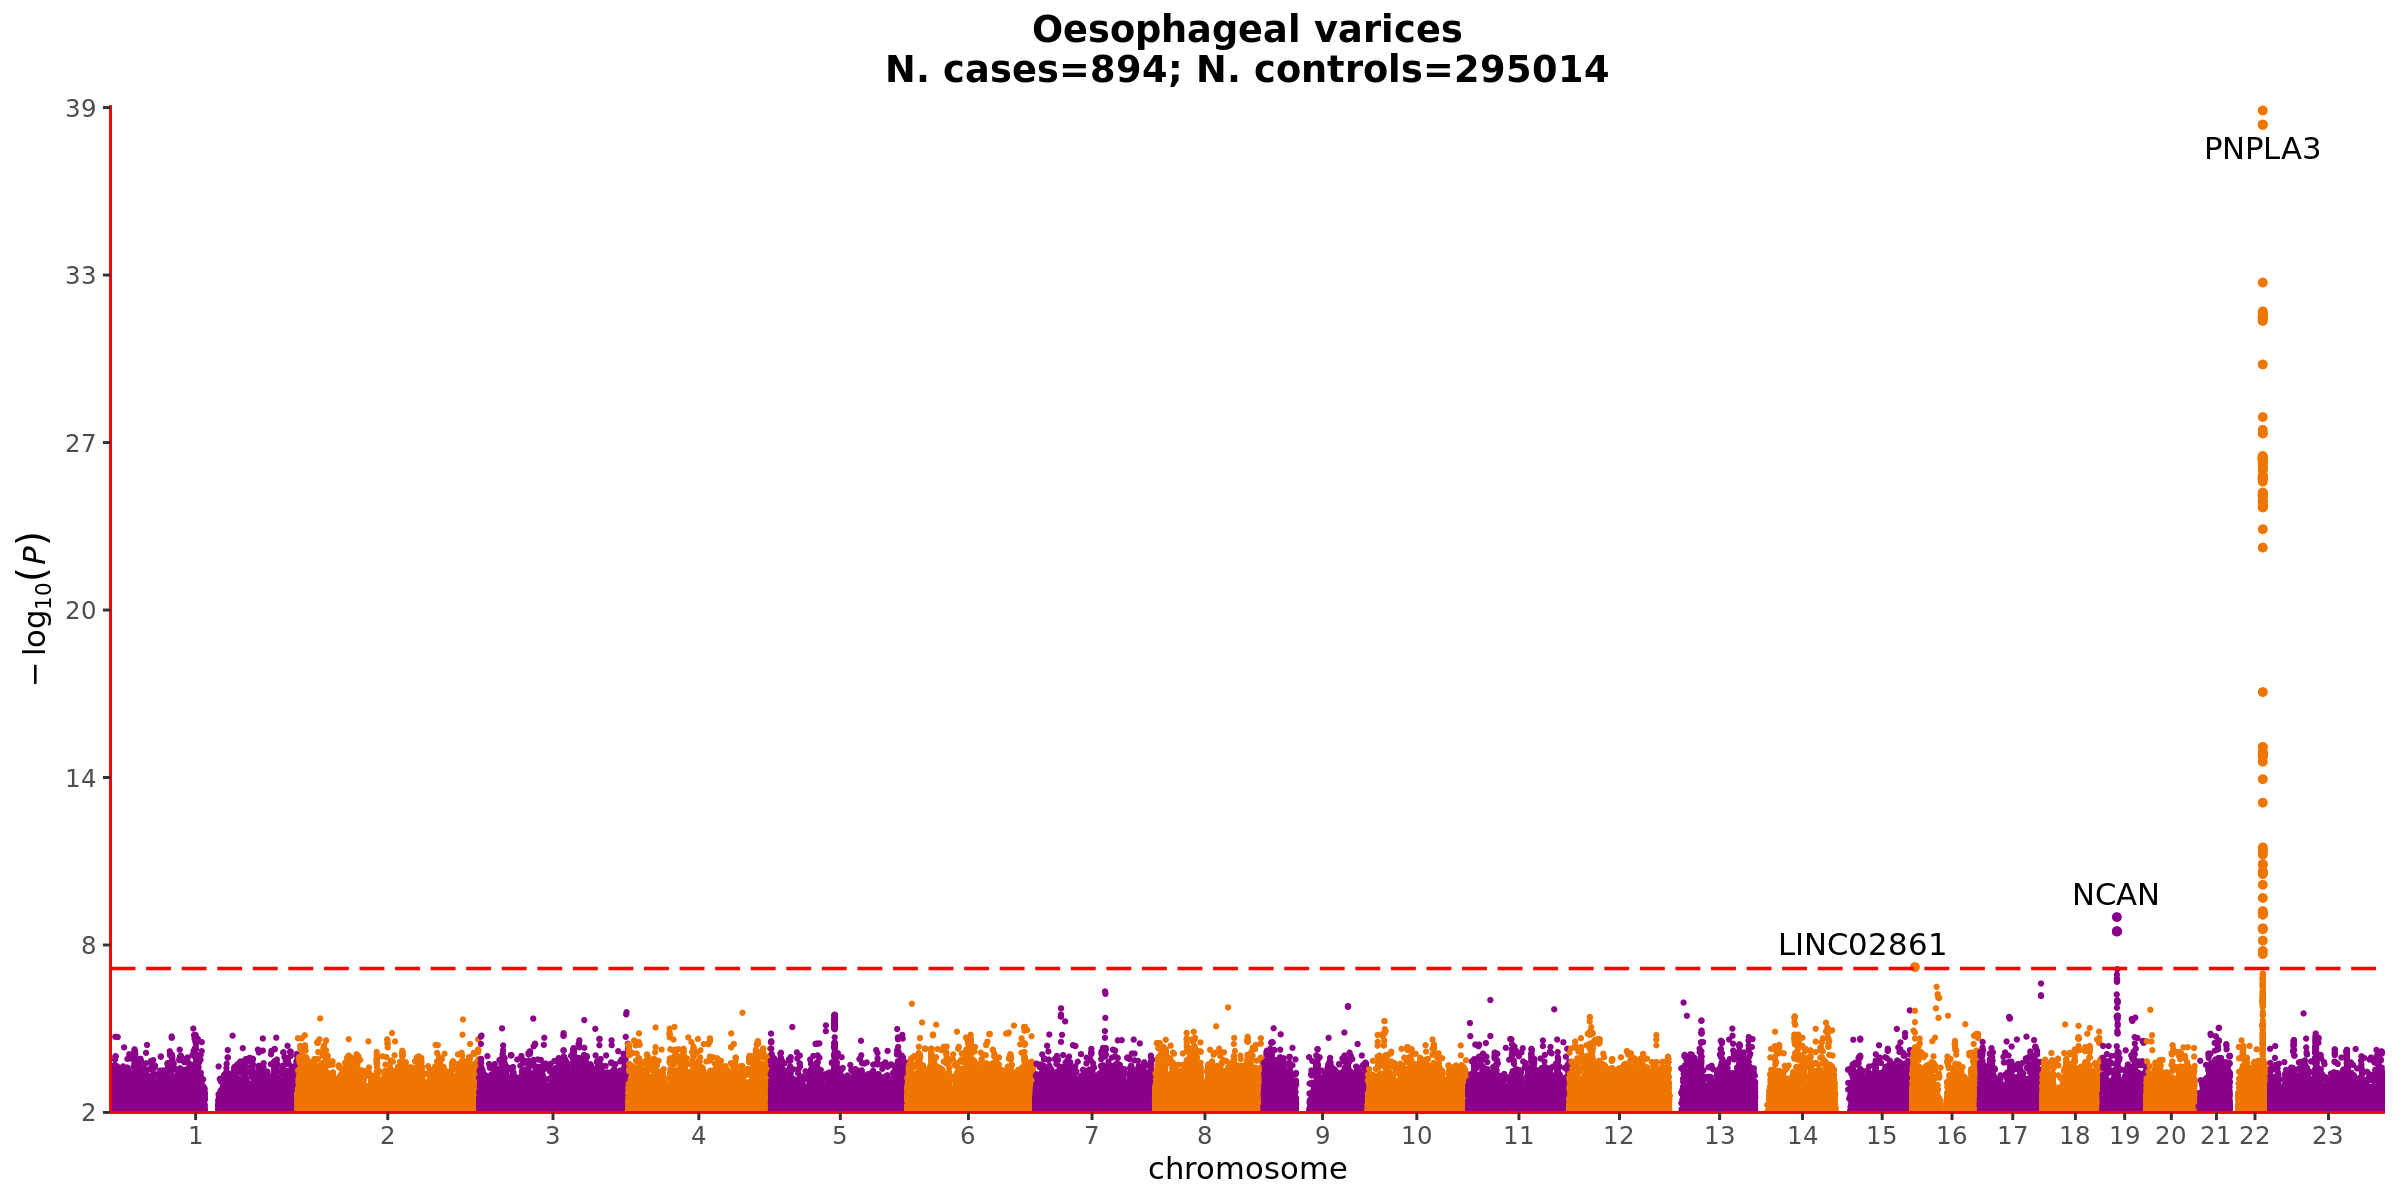 Oesophageal varices
N. cases=894; N. controls=295014
39
33
27
20
14
8
2
− log10(P)
PNPLA3
NCAN
LINC02861
1 2 3 4 5 6 7 8 9 10 11 12 13 14 15 16 17 18 19 20 21 22 23
chromosome